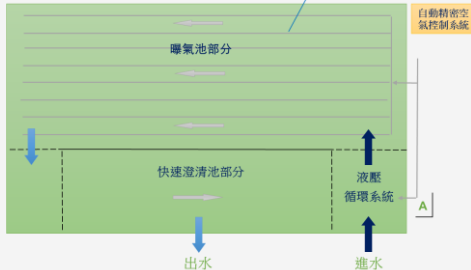 自動精密空
氣控制系統
曝氣池部分
快速澄清池部分
液壓
循環系統
A
出水
進水